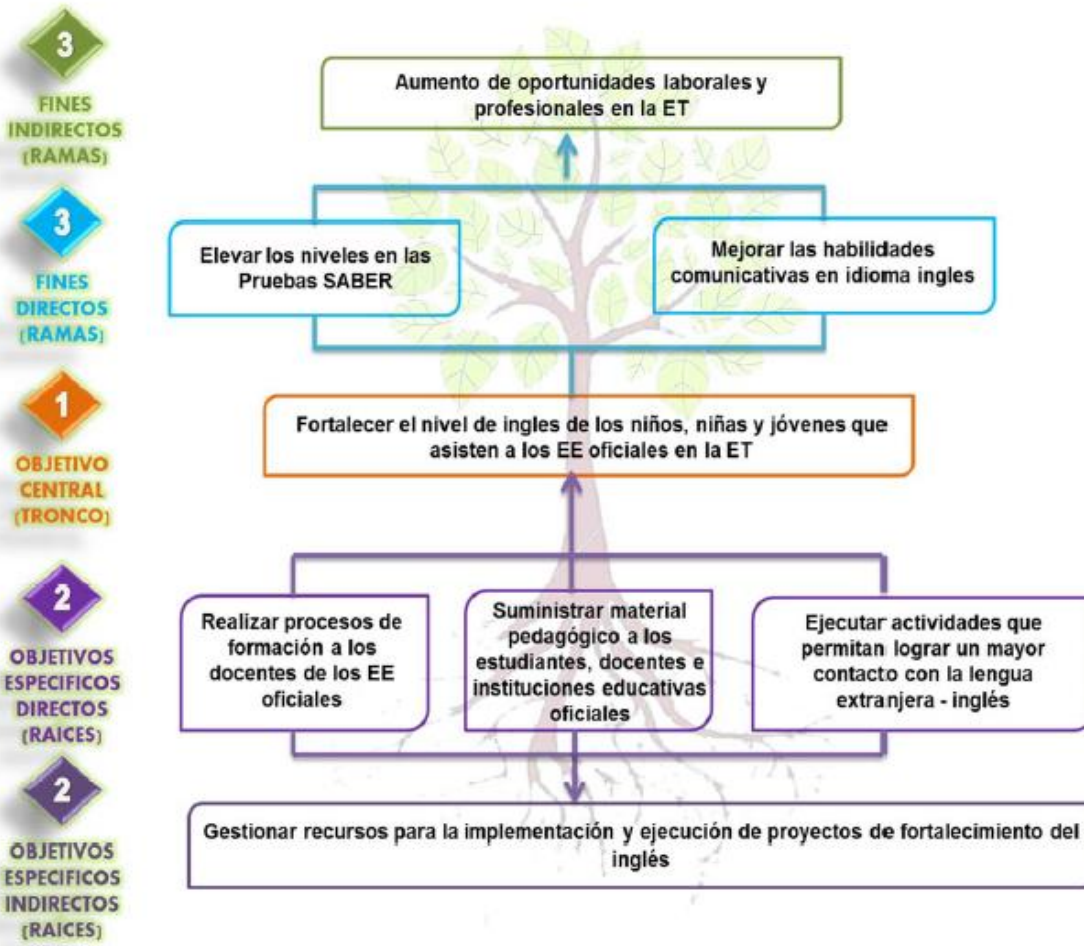 3
FINES
INDIRECTOS
(RAMAS)
Aumento de oportunidades laborales y
profesionales en la ET
3
FINES
DIRECTOS
(RAMAS)
Elevar los niveles en las
Pruebas SABER
Mejorar las habilidades
comunicativas en idioma ingles
1
OBJETIVO
CENTRAL
(TRONCO)
Fortalecer el nivel de ingles de los niños, niñas y jóvenes que
asisten a los EE oficiales en la ET
2
OBJETIVOS
ESPECIFICOS
DIRECTOS
(RAICES)
Realizar procesos de
formación a los
docentes de los EE
oficiales
Suministrar material
pedagógico a los
estudiantes, docentes e
instituciones educativas
oficiales
Ejecutar actividades que
permitan lograr un mayor
contacto con la lengua
extranjera - inglés
2
OBJETIVOS
ESPECIFICOS
INDIRECTOS
(RAICES)
Gestionar recursos para la implementación y ejecución de proyectos de fortalecimiento del
inglés